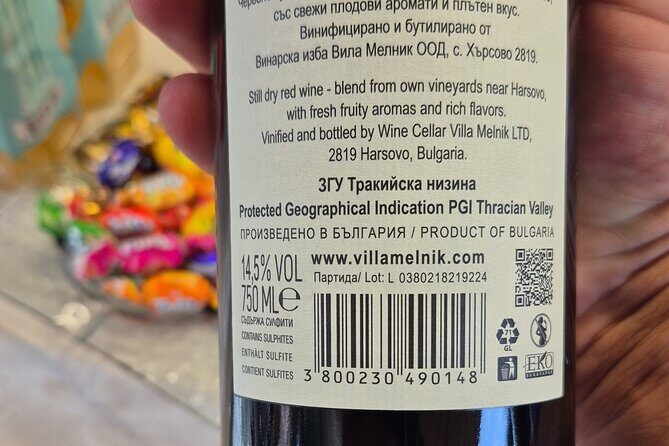 със свежи плодови аромати и плътен вкус.
Винифицирано и бутилирано от
Винарска изба Вила Мелник ООД, с. Хърсово 2819.
Still dry red wine - blend from own vineyards near Harsovo,
with fresh fruity aromas and rich flavors.
Vinified and bottled by Wine Cellar Villa Melnik LTD,
2819 Harsovo, Bulgaria.
ЗГУ Тракийска низина
Protected Geographical Indication PGI Thracian Valley
ПРОИЗВЕДЕНО В БЪЛГАРИЯ / PRODUCT OF BULGARIA
14,5% VOL
750 ML e
СЪДЪРЖА СУЛФИТИ
CONTAINS SULPHITES
ENTHÄLT SULFITE
CONTIENT SULFITES
www.villamelnik.com
Партида/ Lot: L 0380218219224
3 800230 490148
71
GL
EKO